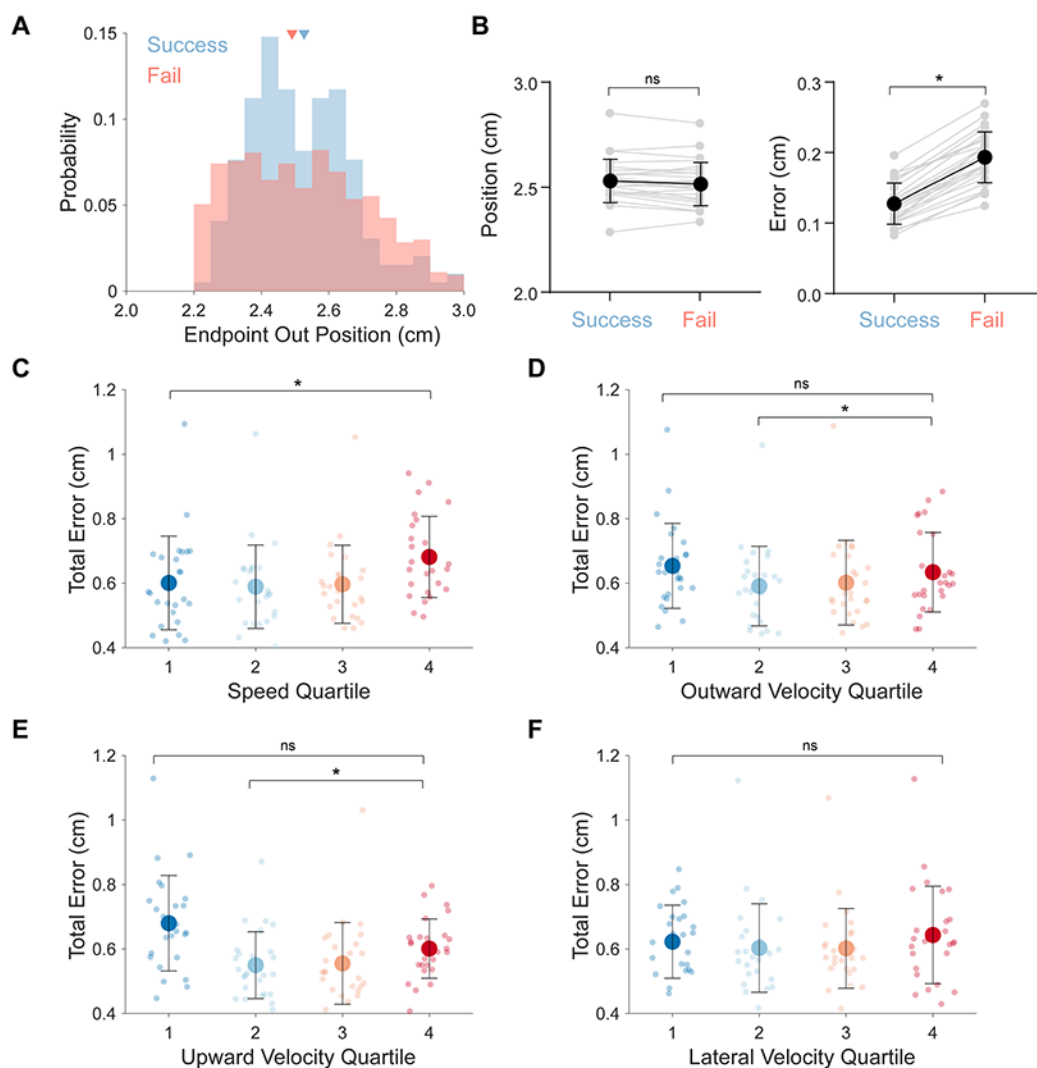 A
Success
Fail
0.15
0.10
0.05
0
Probability
2.0 2.2 2.4 2.6 2.8 3.0
Endpoint Out Position (cm)
B
ns
3.0
2.5
2.0
Position (cm)
Success Fail
*
0.3
0.2
0.1
0.0
Error (cm)
Success Fail
C
*
1.2
1
0.8
0.6
0.4
Total Error (cm)
1 2 3 4
Speed Quartile
D
ns
*
1.2
1
0.8
0.6
0.4
Total Error (cm)
1 2 3 4
Outward Velocity Quartile
E
ns
*
1.2
1
0.8
0.6
0.4
Total Error (cm)
1 2 3 4
Upward Velocity Quartile
F
ns
1.2
1
0.8
0.6
0.4
Total Error (cm)
1 2 3 4
Lateral Velocity Quartile